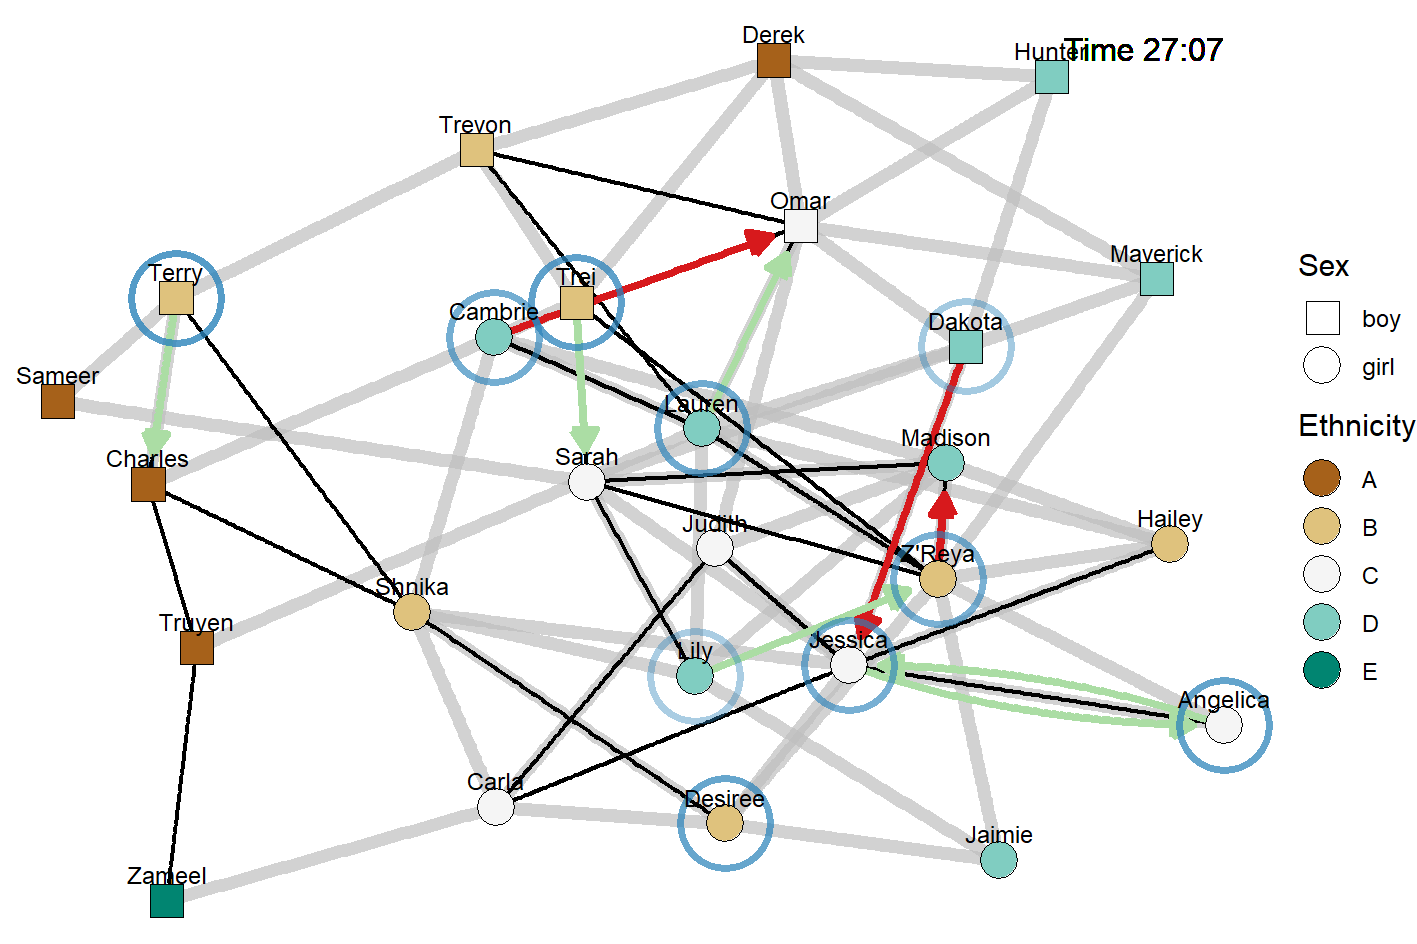 Derek
Hunter
Time 27:07
Trevon
Omar
Maverick
Terry
Trei
Cambrie
Dakota
Sameer
Lauren
Madison
Charles
Sarah
Judith
Hailey
Z'Reya
Shnika
Truyen
Jessica
Lily
Angelica
Carla
Desiree
Jaimie
Zameel
Sex
boy
girl
Ethnicity
A
B
C
D
E